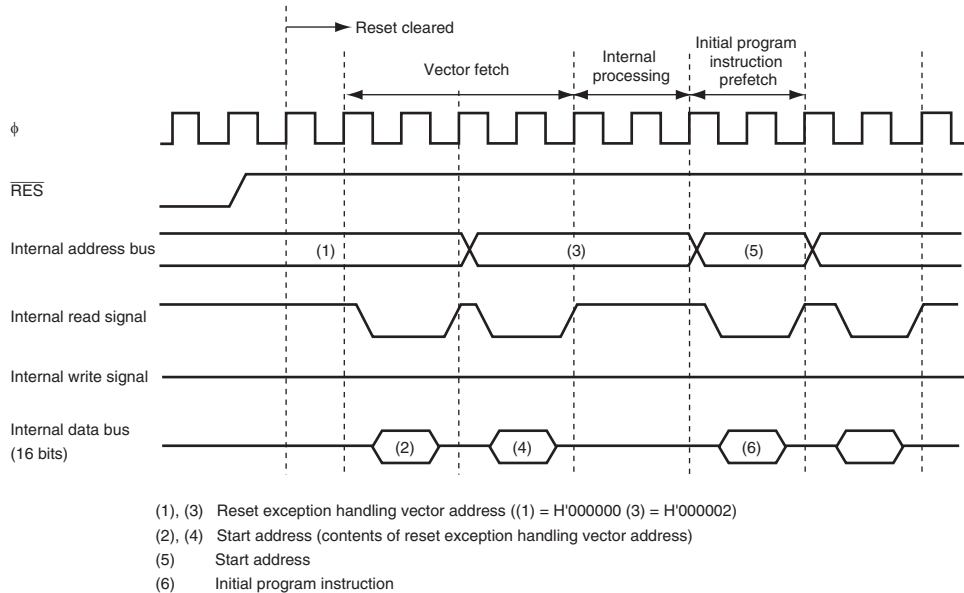 Reset cleared
Vector fetch
Internal
processing
Initial program
instruction
prefetch
ϕ
RES
Internal address bus
(1)
(3)
(5)
Internal read signal
Internal write signal
Internal data bus
(16 bits)
(2)
(4)
(6)
(1), (3) Reset exception handling vector address ((1) = H'000000 (3) = H'000002)
(2), (4) Start address (contents of reset exception handling vector address)
(5) Start address
(6) Initial program instruction